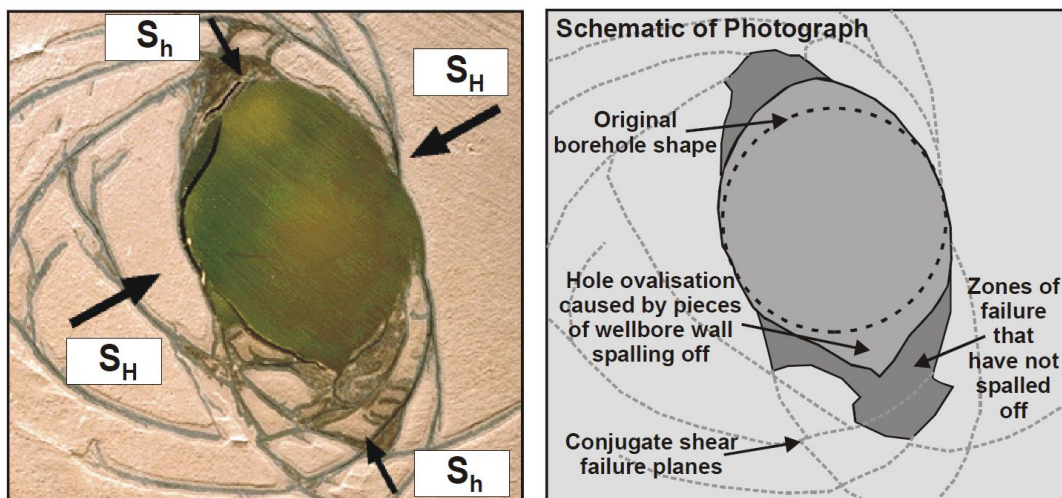 Sh
SH
SH
Sh
Schematic of Photograph
Original
borehole shape
Hole ovalisation
caused by pieces
of wellbore wall
spalling off
Zones of
failure
that
have not
spalled
off
Conjugate shear
failure planes